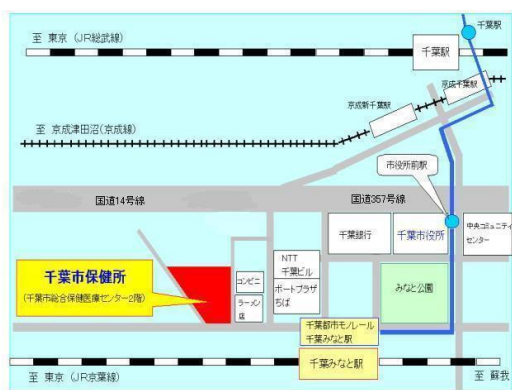 千葉駅
至 東京 (JR総武線)
千葉駅
京成千葉駅
京成新千葉駅
至 京成津田沼(京成線)
市役所前駅
国道14号線
国道357号線
千葉銀行
千葉市役所
中央コミュニティ
センター
NTT
千葉ビル
ポートプラザ
ちば
コンビニ
ラーメン
店
みなと公園
千葉市保健所
(千葉市総合保健医療センター2階)
千葉都市モノレール
千葉みなと駅
千葉みなと駅
至 東京 (JR京葉線)
至 蘇我